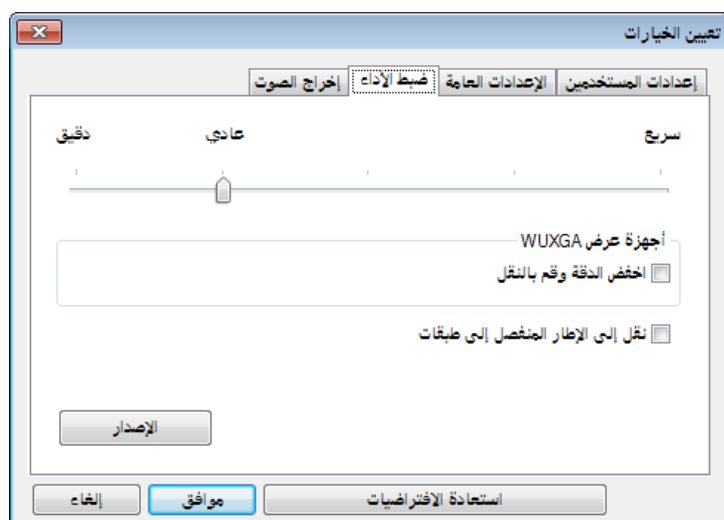 تعيين الخيارات
إعدادات المستخدمين الإعدادات العامة ضبط الأداء إخراج الصوت
سريع عادي دقيق
أجهزة عرض WUXGA
اخفض الدقة وقم بالنقل
نقل إلى الإطار المنفصل إلى طبقات
الإصدار
استعادة الافتراضيات موافق إلغاء